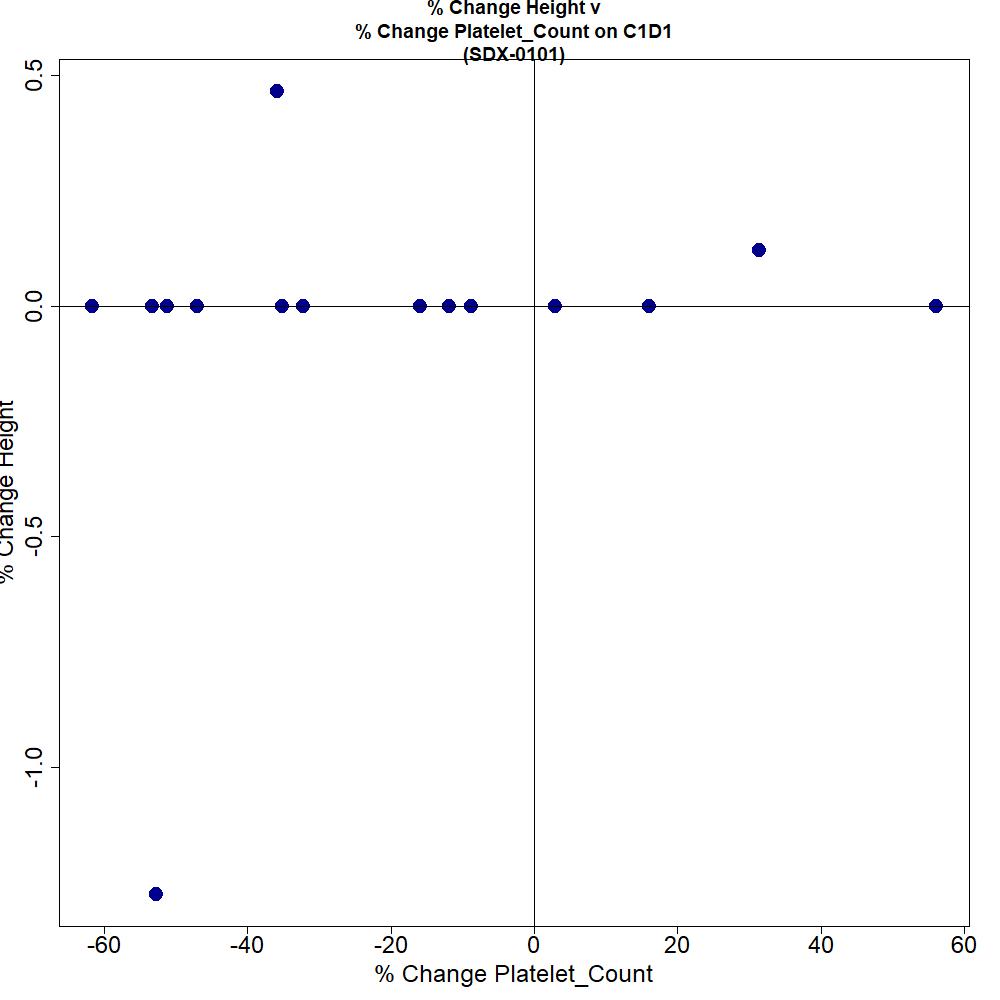 % Change Height v
% Change Platelet_Count on C1D1
(SDX-0101)
0.5
0.0
-0.5
-1.0
% Change Height
-60
-40
-20
0
20
40
60
% Change Platelet_Count